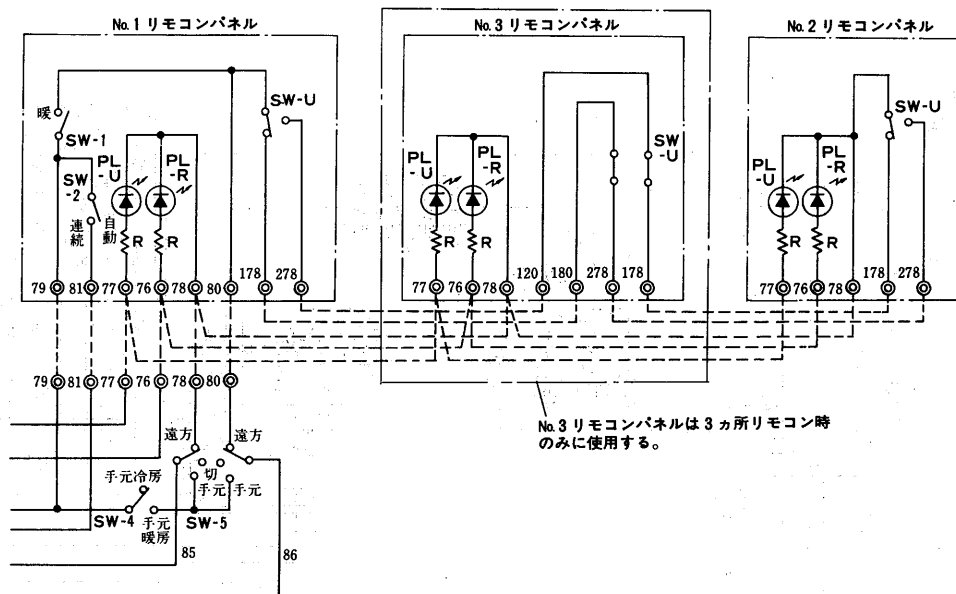 No.1 リモコンパネル
No.3 リモコンパネル
No.2 リモコンパネル
暖
SW-1
SW-U
SW
-2
連続
自動
PL
-U
PL
-R
R
R
79
81
77
76
78
80
178
278
PL
-U
PL
-R
R
R
SW
-U
77
76
78
120
180
278
178
PL
-U
PL
-R
R
R
SW-U
77
76
78
178
278
79
81
77
76
78
80
No.3 リモコンパネルは3ヵ所リモコン時
のみに使用する。
遠方
遠方
切
手元
手元
手元冷房
SW-4
手元
暖房
SW-5
85
86